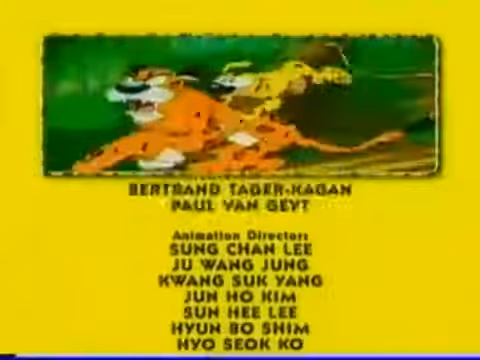 BERTRAND TAGER-KAGAN
PAUL VAN GEYT
Animation Directors
SUNG CHAN LEE
JU WANG JUNG
KWANG SUK YANG
JUN HO KIM
SUN HEE LEE
HYUN BO SHIM
HYO SEOK KO